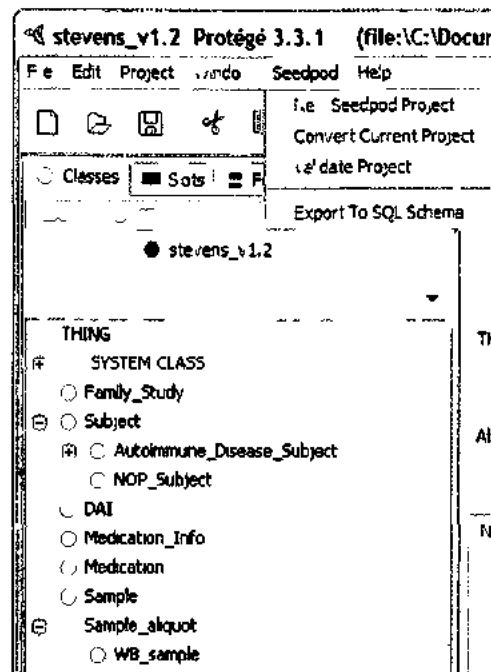 stevens_v1.2 Protégé 3.3.1 (file:\C:\Docur
Edit Project Seedpod Help
Seedpod Project
Convert Current Project
Project
Export To SQL Schema
Classes
stevens_v1.2
THING
SYSTEM CLASS
Family_Study
Subject
Autoimmune_Disease_Subject
NOP_Subject
DAI
Medication_Info
Medication
Sample
Sample_aliquot
WB_sample